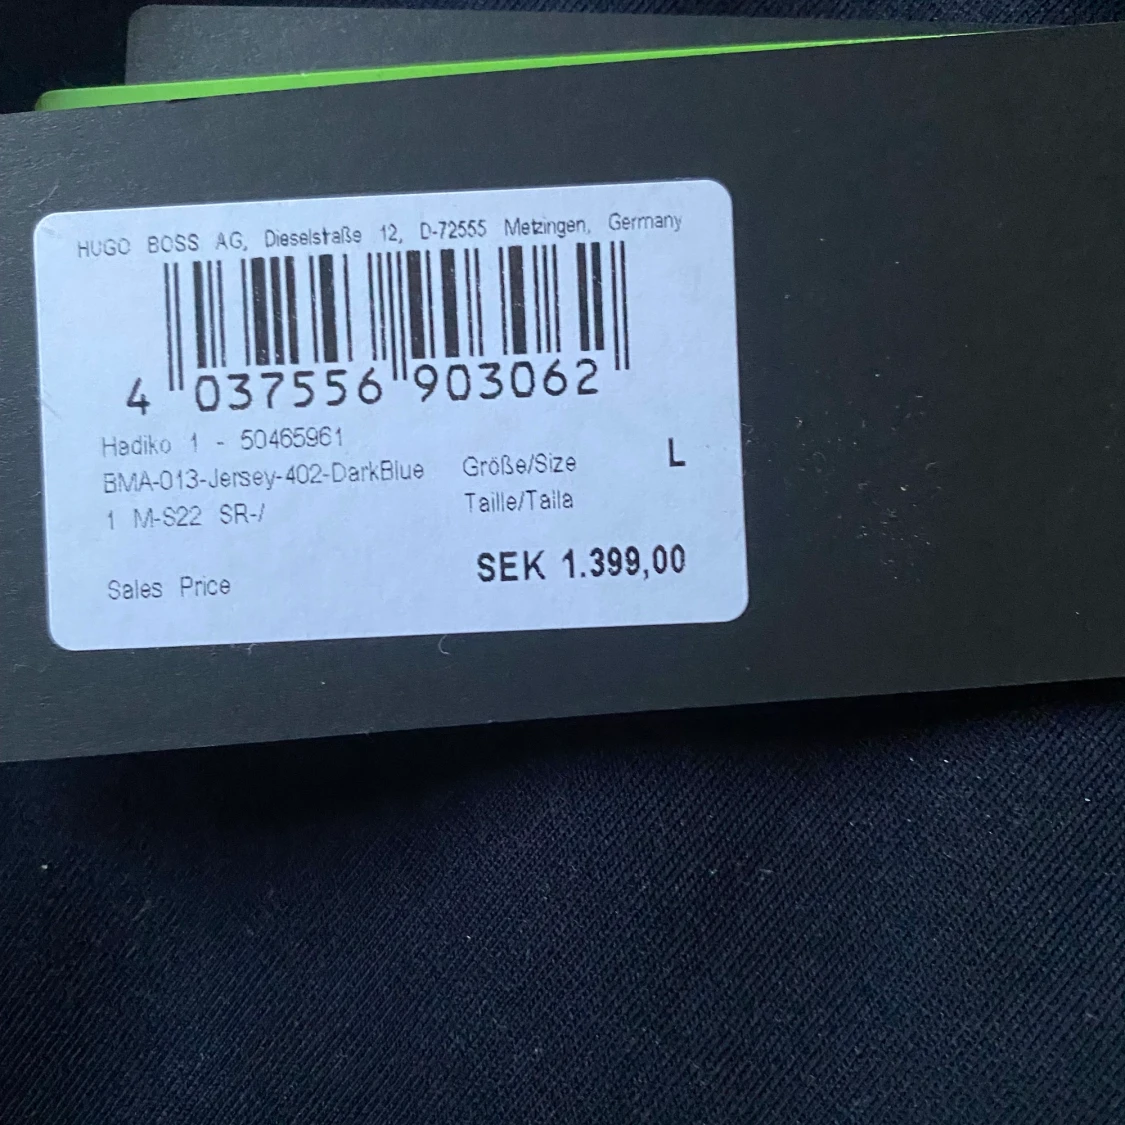 HUGO BOSS AG, Dieselstraße 12, D-72555 Metzingen, Germany
4 037556 903062
Hadiko 1 - 50465961
BMA-013-Jersey-402-DarkBlue
1 M-S22 SR-/
Größe/Size L
Taille/Talla
Sales Price SEK 1.399,00